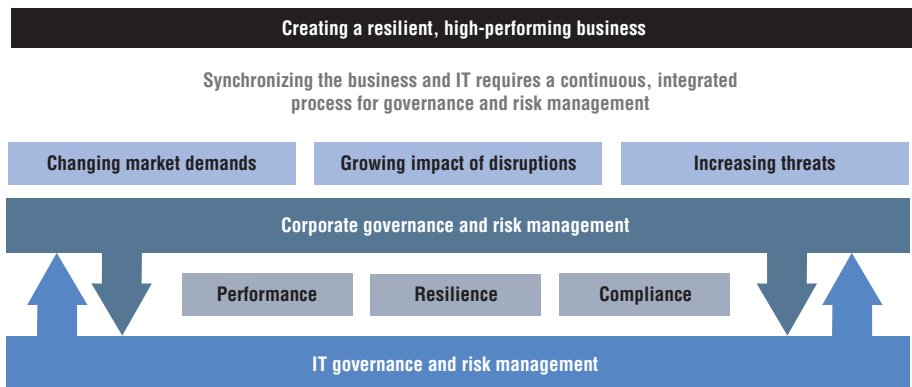 Creating a resilient, high-performing business
Synchronizing the business and IT requires a continuous, integrated
process for governance and risk management
Changing market demands
Growing impact of disruptions
Increasing threats
Corporate governance and risk management
Performance
Resilience
Compliance
IT governance and risk management